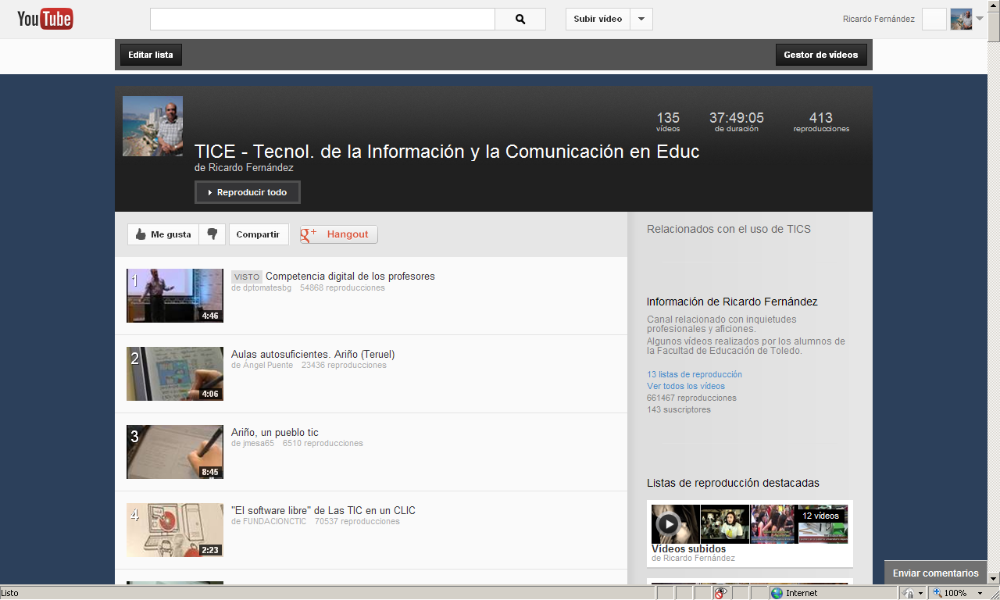 YouTube
Subir vídeo
Ricardo Fernández
Editar lista
Gestor de vídeos
135
vídeos
37:49:05
de duración
413
reproducciones
TICE - Tecnol. de la Información y la Comunicación en Educ
de Ricardo Fernández
Reproducir todo
Me gusta
Compartir
g+ Hangout
1
4:46
VISTO Competencia digital de los profesores
de dptomatesbg 54868 reproducciones
2
4:06
Aulas autosuficientes. Ariño (Teruel)
de Ángel Puente 23436 reproducciones
3
8:45
Ariño, un pueblo tic
de jmesa65 6510 reproducciones
4
2:23
"El software libre" de Las TIC en un CLIC
de FUNDACIONCTIC 70537 reproducciones
Relacionados con el uso de TICS
Información de Ricardo Fernández
Canal relacionado con inquietudes
profesionales y aficiones.
Algunos vídeos realizados por los alumnos de
la Facultad de Educación de Toledo.
13 listas de reproducción
Ver todos los vídeos
661467 reproducciones
143 suscriptores
Listas de reproducción destacadas
12 vídeos
Vídeos subidos
de Ricardo Fernández
Enviar comentarios
Listo
Internet
100%